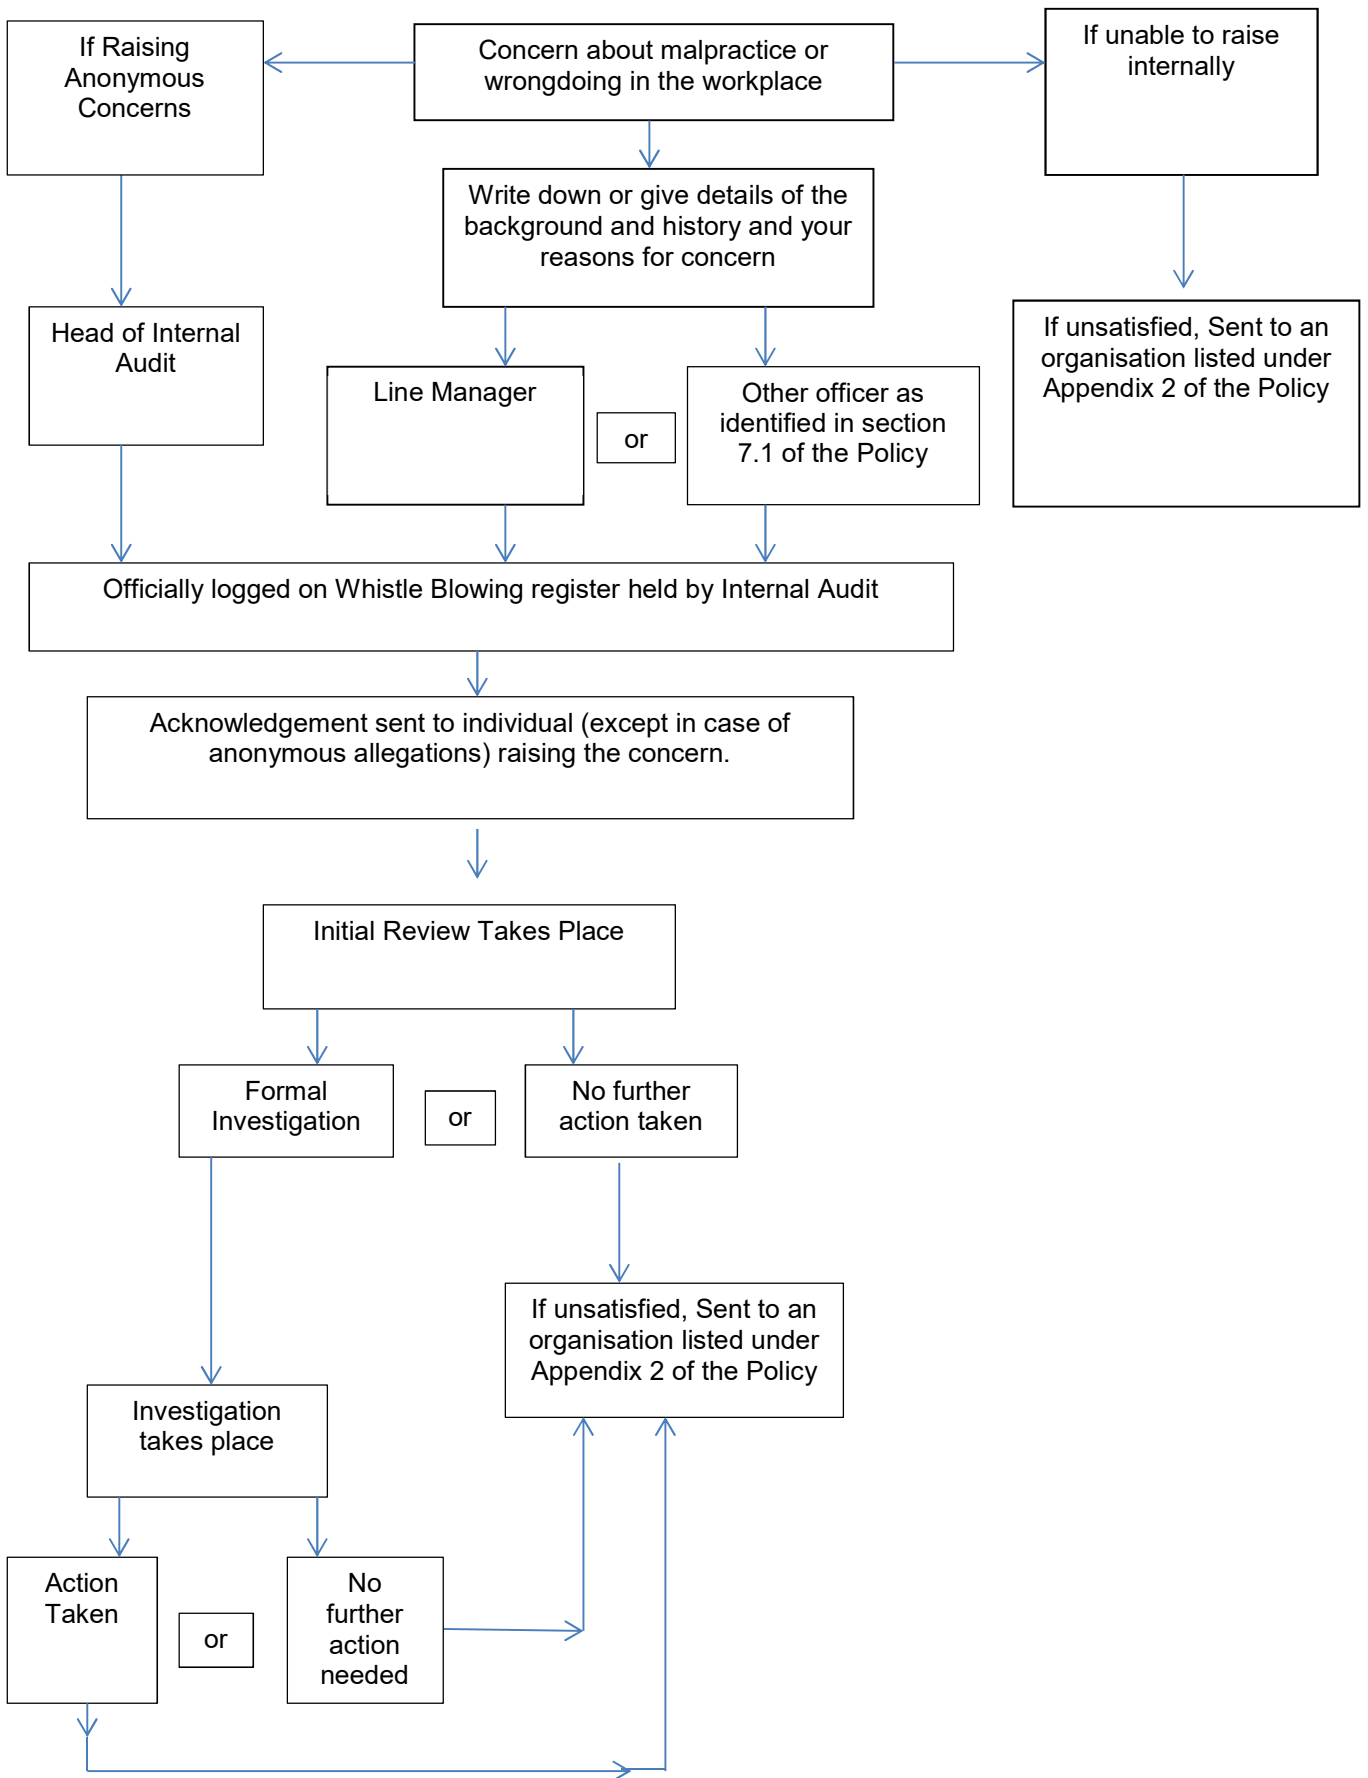 If Raising
Anonymous
Concerns
Concern about malpractice or
wrongdoing in the workplace
If unable to raise
internally
Write down or give details of the
background and history and your
reasons for concern
Head of Internal
Audit
Line Manager
or
Other officer as
identified in section
7.1 of the Policy
If unsatisfied, Sent to an
organisation listed under
Appendix 2 of the Policy
Officially logged on Whistle Blowing register held by Internal Audit
Acknowledgement sent to individual (except in case of
anonymous allegations) raising the concern.
Initial Review Takes Place
Formal
Investigation
or
No further
action taken
If unsatisfied, Sent to an
organisation listed under
Appendix 2 of the Policy
Investigation
takes place
Action
Taken
or
No
further
action
needed